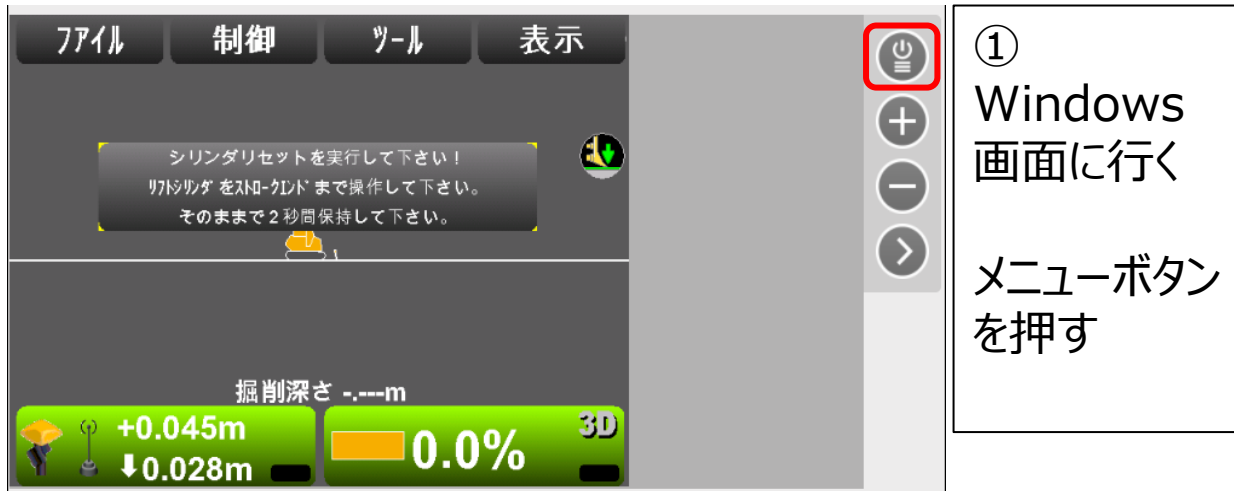 ファイル 制御 ツール 表示
シリンダリセットを実行して下さい！
リフトシリンダをストロークエンドまで操作して下さい。
そのままで２秒間保持して下さい。
掘削深さ -.---m
+0.045m
⬇0.028m
0.0%
3D
①
Windows
画面に行く
メニューボタン
を押す